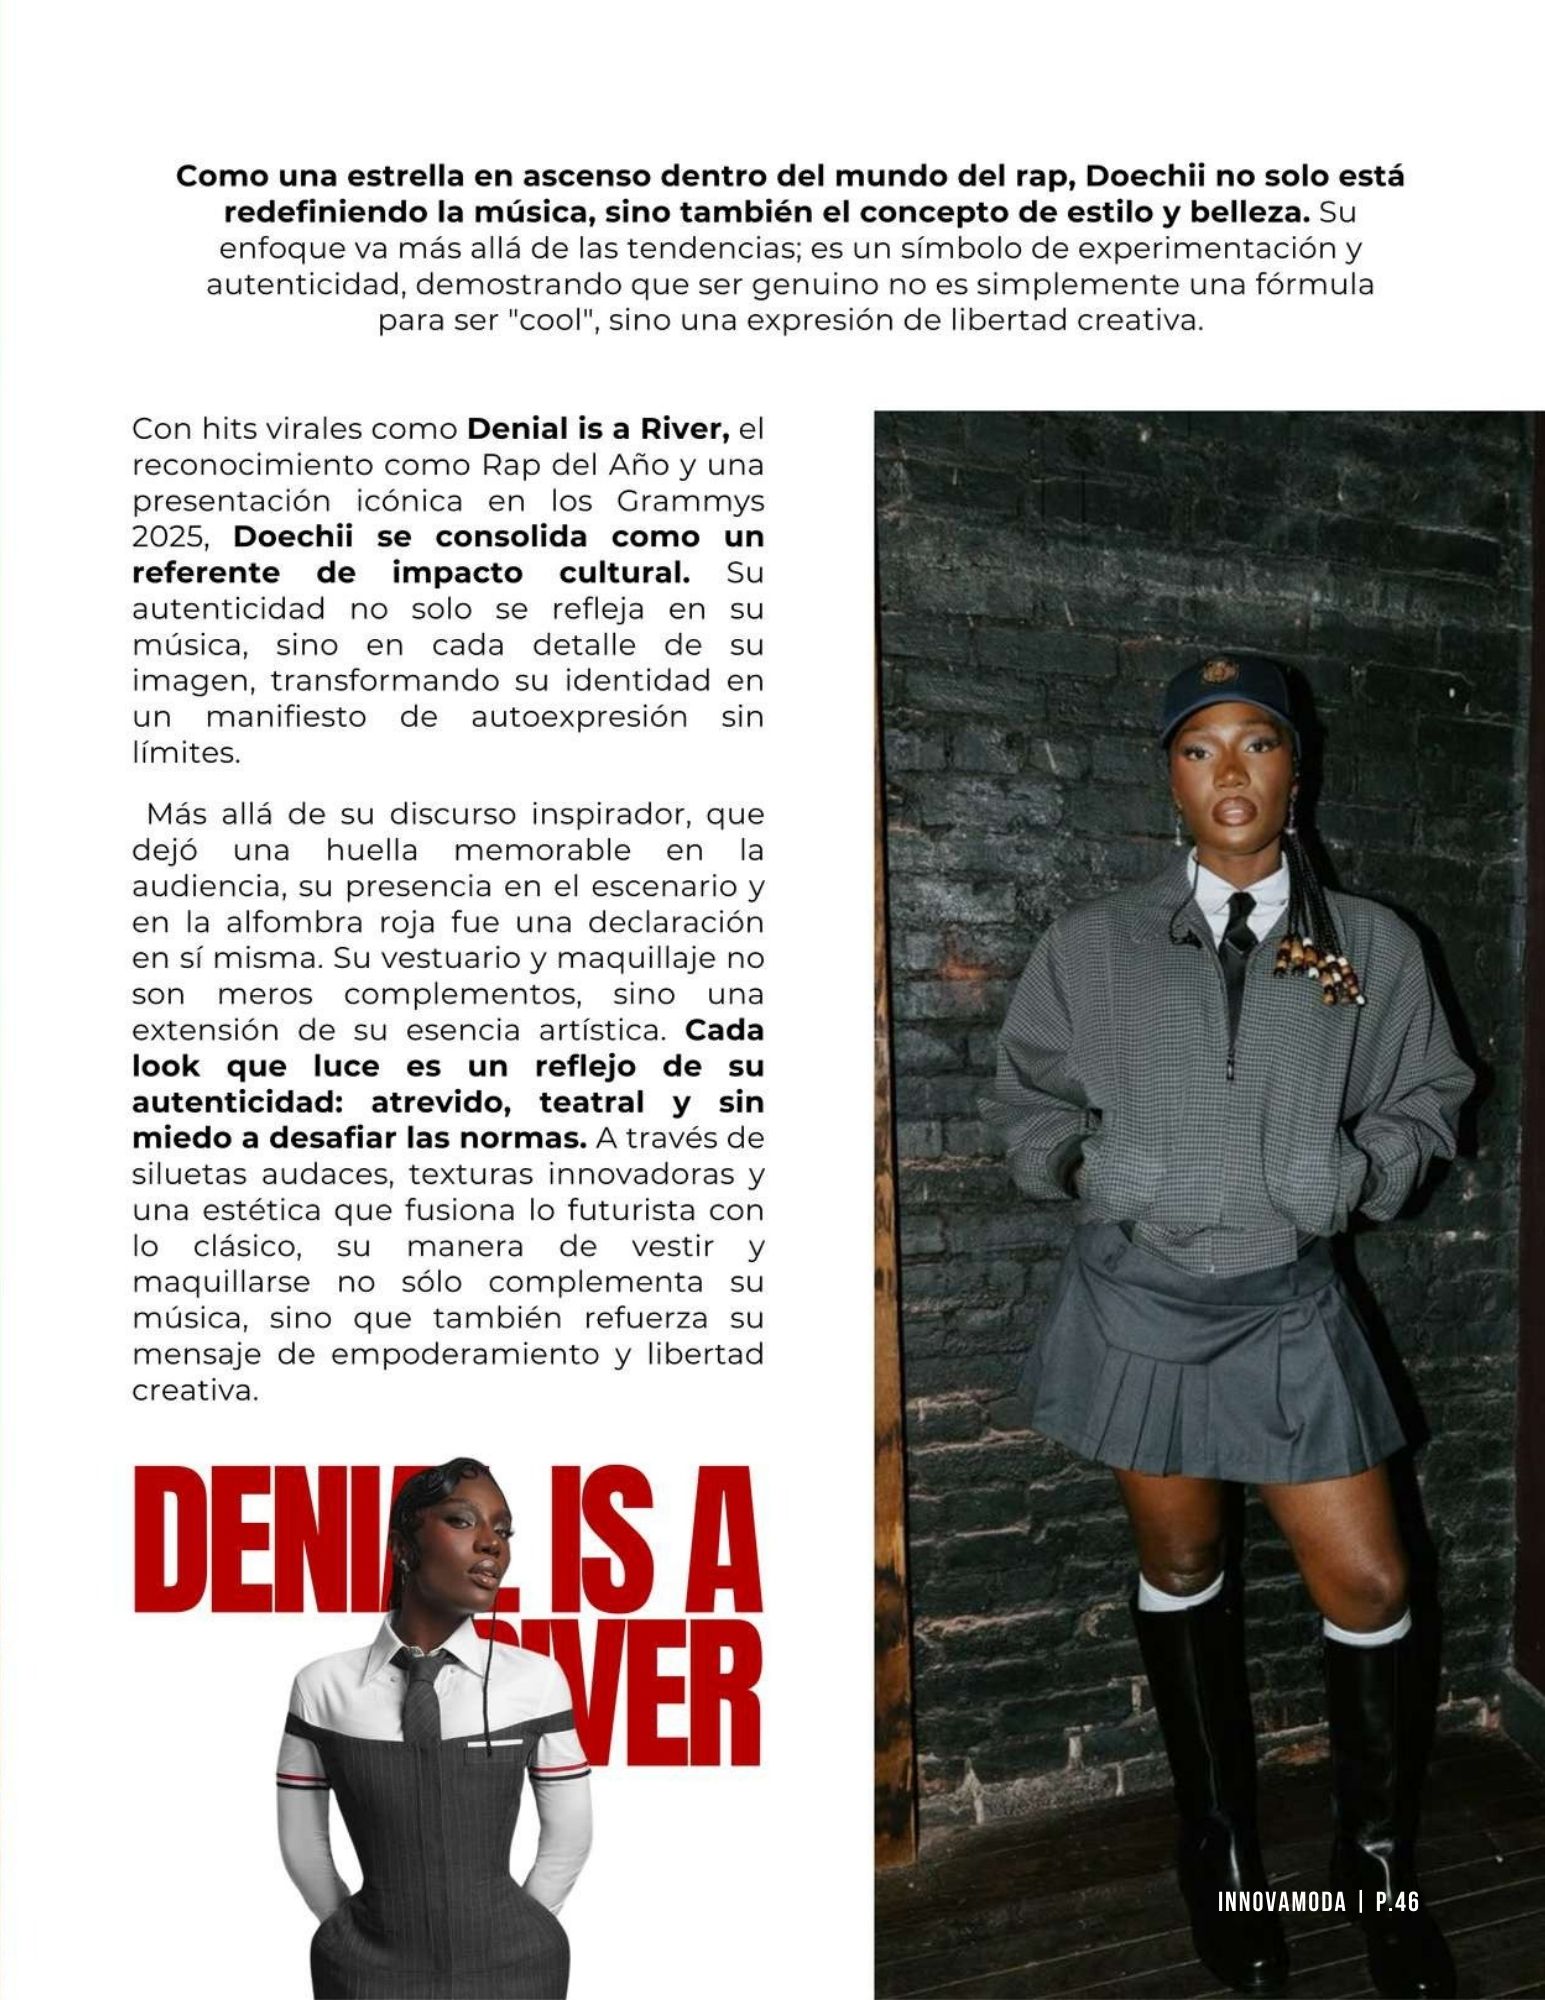 Como una estrella en ascenso dentro del mundo del rap, Doechii no solo está
redefiniendo la música, sino también el concepto de estilo y belleza. Su
enfoque va más allá de las tendencias; es un símbolo de experimentación y
autenticidad, demostrando que ser genuino no es simplemente una fórmula
para ser "cool", sino una expresión de libertad creativa.
Con hits virales como Denial is a River, el
reconocimiento como Rap del Año y una
presentación icónica en los Grammys
2025, Doechii se consolida como un
referente de impacto cultural. Su
autenticidad no solo se refleja en su
música, sino en cada detalle de su
imagen, transformando su identidad en
un manifiesto de autoexpresión sin
límites.
Más allá de su discurso inspirador, que
dejó una huella memorable en la
audiencia, su presencia en el escenario y
en la alfombra roja fue una declaración
en sí misma. Su vestuario y maquillaje no
son meros complementos, sino una
extensión de su esencia artística. Cada
look que luce es un reflejo de su
autenticidad: atrevido, teatral y sin
miedo a desafiar las normas. A través de
siluetas audaces, texturas innovadoras y
una estética que fusiona lo futurista con
lo clásico, su manera de vestir y
maquillarse no sólo complementa su
música, sino que también refuerza su
mensaje de empoderamiento y libertad
creativa.
DENIAL IS A
RIVER
INNOVAMODA | P.46